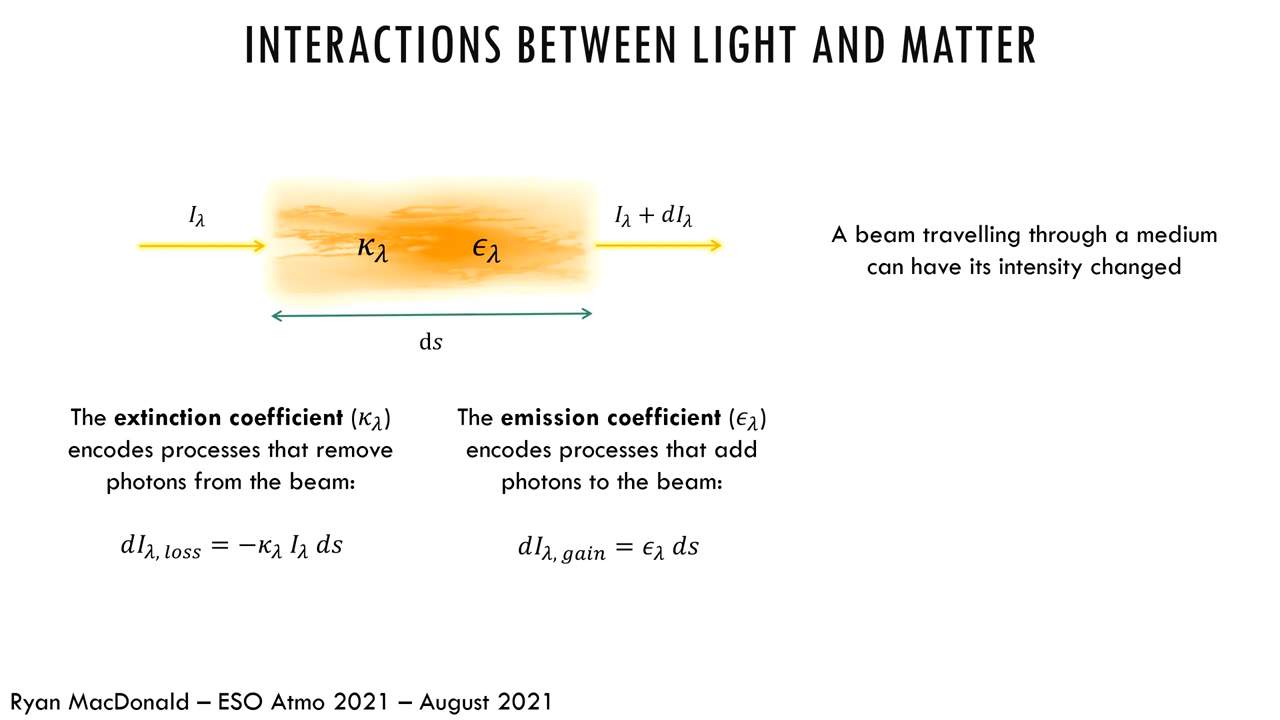 INTERACTIONS BETWEEN LIGHT AND MATTER
I_λ
κ_λ ϵ_λ
I_λ + dI_λ
ds
A beam travelling through a medium
can have its intensity changed
The extinction coefficient (κ_λ)
encodes processes that remove
photons from the beam:
dI_{λ, loss} = −κ_λ I_λ ds
The emission coefficient (ϵ_λ)
encodes processes that add
photons to the beam:
dI_{λ, gain} = ϵ_λ ds
Ryan MacDonald – ESO Atmo 2021 – August 2021